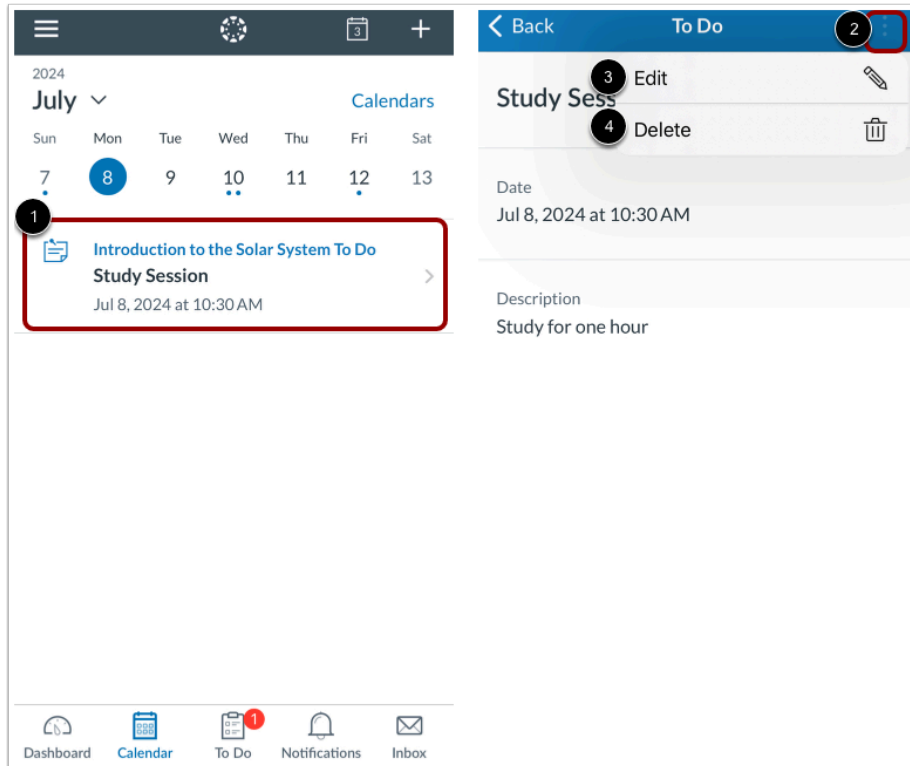 3
2024
July
Calendars
Sun Mon Tue Wed Thu Fri Sat
7 8 9 10 11 12 13
1
Introduction to the Solar System To Do
Study Session
Jul 8, 2024 at 10:30 AM
1
Dashboard Calendar To Do Notifications Inbox
Back To Do 2
3 Edit
Study Sess
4 Delete
Date
Jul 8, 2024 at 10:30 AM
Description
Study for one hour